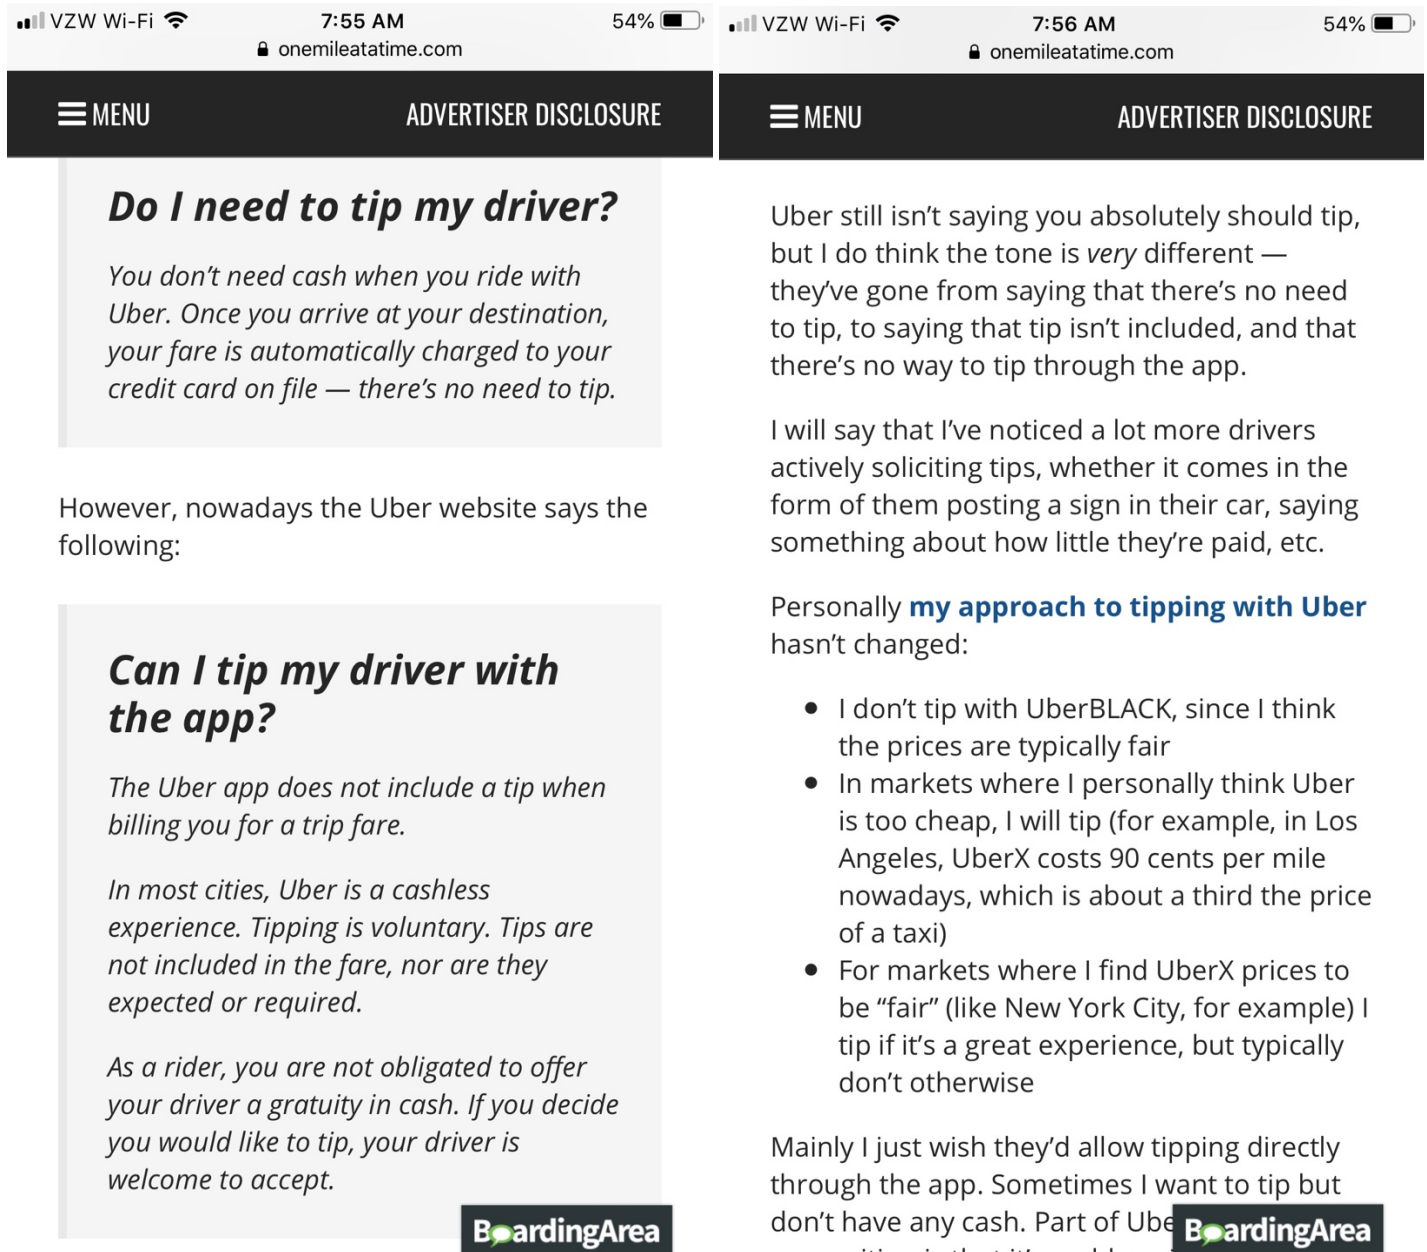 VZW Wi-Fi 7:55 AM 54%
onemileatatime.com
MENU ADVERTISER DISCLOSURE
Do I need to tip my driver?
You don't need cash when you ride with
Uber. Once you arrive at your destination,
your fare is automatically charged to your
credit card on file — there's no need to tip.
However, nowadays the Uber website says the
following:
Can I tip my driver with
the app?
The Uber app does not include a tip when
billing you for a trip fare.
In most cities, Uber is a cashless
experience. Tipping is voluntary. Tips are
not included in the fare, nor are they
expected or required.
As a rider, you are not obligated to offer
your driver a gratuity in cash. If you decide
you would like to tip, your driver is
welcome to accept.
BoardingArea
VZW Wi-Fi 7:56 AM 54%
onemileatatime.com
MENU ADVERTISER DISCLOSURE
Uber still isn't saying you absolutely should tip,
but I do think the tone is very different —
they've gone from saying that there's no need
to tip, to saying that tip isn't included, and that
there's no way to tip through the app.
I will say that I've noticed a lot more drivers
actively soliciting tips, whether it comes in the
form of them posting a sign in their car, saying
something about how little they're paid, etc.
Personally my approach to tipping with Uber
hasn't changed:
• I don't tip with UberBLACK, since I think
the prices are typically fair
• In markets where I personally think Uber
is too cheap, I will tip (for example, in Los
Angeles, UberX costs 90 cents per mile
nowadays, which is about a third the price
of a taxi)
• For markets where I find UberX prices to
be “fair” (like New York City, for example) I
tip if it's a great experience, but typically
don't otherwise
Mainly I just wish they'd allow tipping directly
through the app. Sometimes I want to tip but
don't have any cash. Part of Ube
BoardingArea